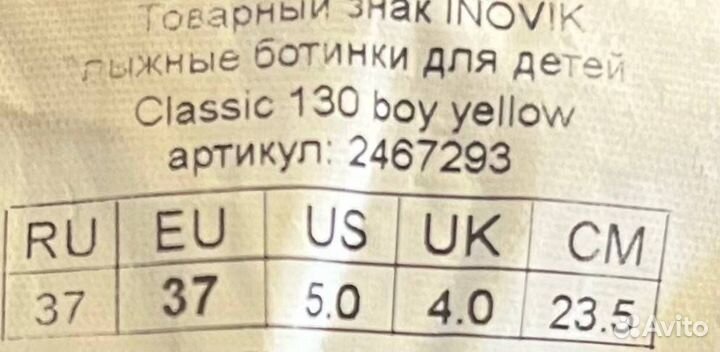 Товарный знак INOVIK
лыжные ботинки для детей
Classic 130 boy yellow
артикул: 2467293
RU EU US UK CM
37 37 5.0 4.0 23.5
Avito